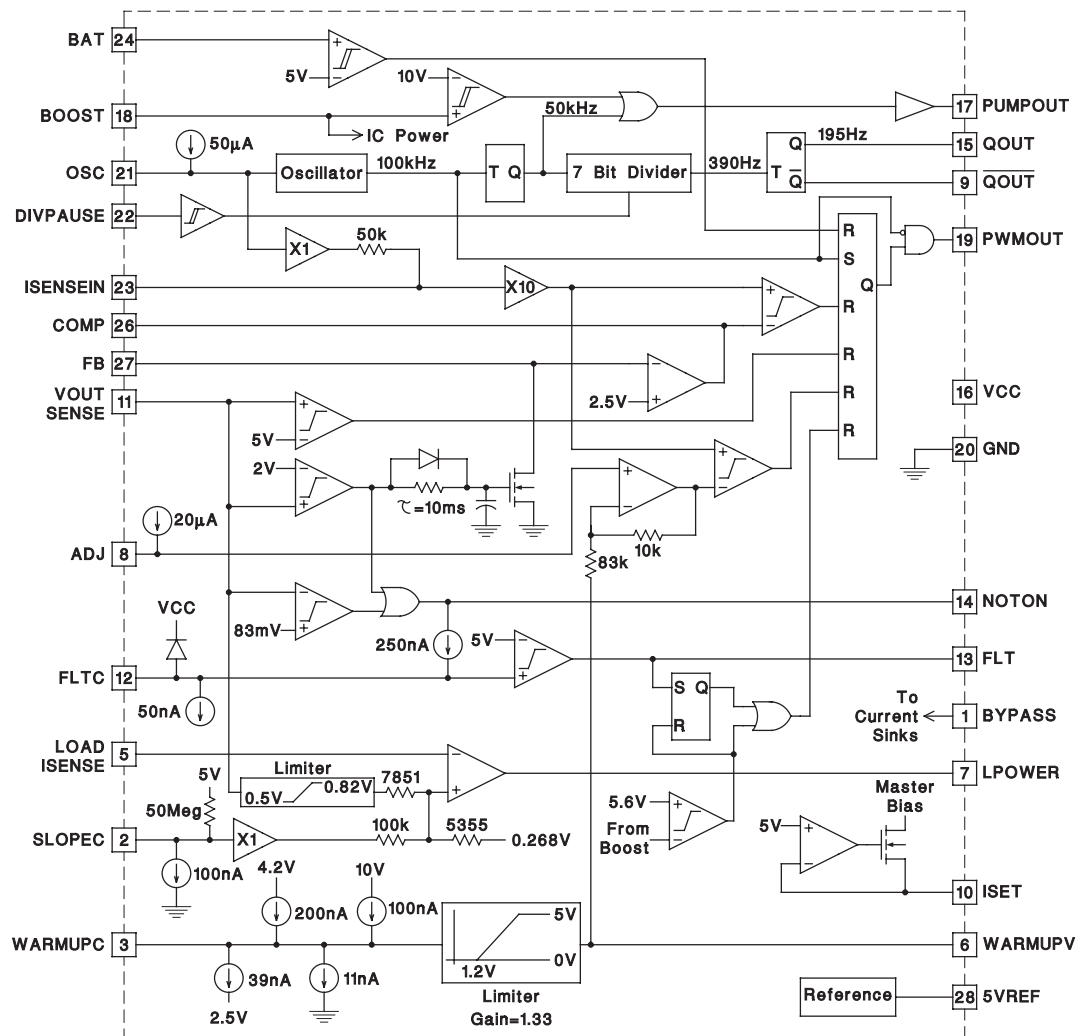 BAT 24
5V
10V
BOOST 18
IC Power
50kHz
17 PUMPOUT
50µA
OSC 21
Oscillator
100kHz
T Q
7 Bit Divider
390Hz
T Q
Q
195Hz
15 QOUT
9 QOUT
DIVPAUSE 22
X1
50k
R
S
R
R
R
R
Q
19 PWMOUT
ISENSEIN 23
X10
COMP 26
FB 27
2.5V
VOUT
SENSE 11
5V
16 VCC
20 GND
2V
τ=10ms
20µA
ADJ 8
10k
83k
VCC
83mV
250nA
14 NOTON
5V
FLTC 12
13 FLT
50nA
S Q
R
To
Current
Sinks
1 BYPASS
LOAD
ISENSE 5
5V
Limiter
0.5V
0.82V
7851
7 LPOWER
50Meg
Master
Bias
5.6V
From
Boost
5V
SLOPEC 2
X1
100k
5355
0.268V
100nA
4.2V
10V
10 ISET
200nA
100nA
5V
0V
1.2V
WARMUPC 3
6 WARMUPV
39nA
11nA
2.5V
Limiter
Gain=1.33
Reference
28 5VREF